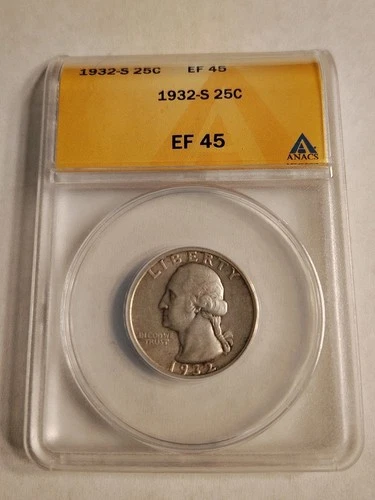 1932-S 25C EF 45
1932-S 25C
EF 45
ANACS
LIBERTY
IN GOD WE
TRUST
1932